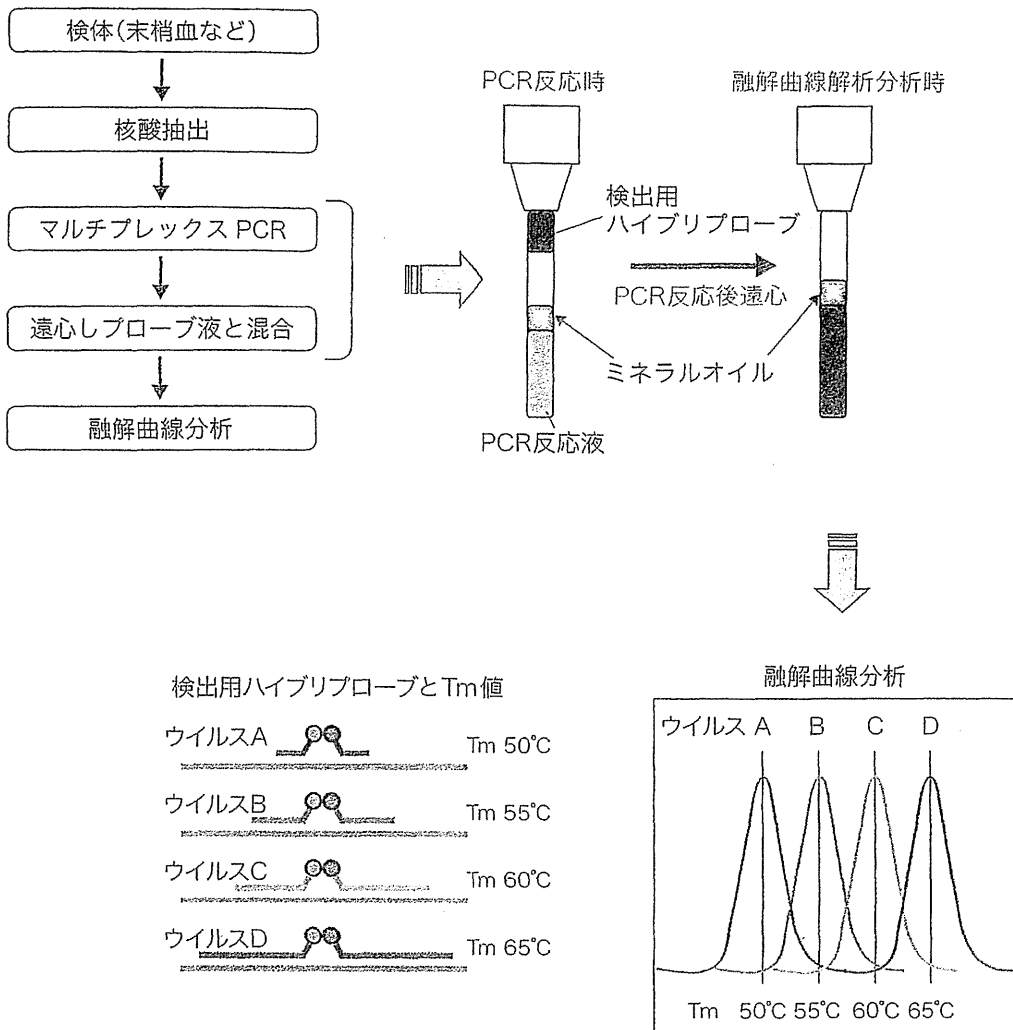 検体(末梢血など)
核酸抽出
マルチプレックス PCR
遠心しプローブ液と混合
融解曲線分析
PCR反応時
融解曲線解析分析時
検出用
ハイブリプローブ
PCR反応後遠心
ミネラルオイル
PCR反応液
検出用ハイブリプローブとTm値
ウイルスA Tm 50℃
ウイルスB Tm 55℃
ウイルスC Tm 60℃
ウイルスD Tm 65℃
融解曲線分析
ウイルス A B C D
Tm 50℃ 55℃ 60℃ 65℃